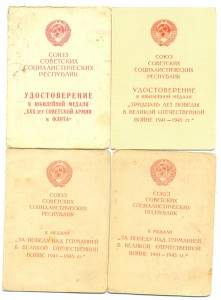 СОЮЗ
СОВЕТСКИХ
СОЦИАЛИСТИЧЕСКИХ
РЕСПУБЛИК
УДОСТОВЕРЕНИЕ
К ЮБИЛЕЙНОЙ МЕДАЛИ
„XXX ЛЕТ СОВЕТСКОЙ АРМИИ
И ФЛОТА"
СОЮЗ
СОВЕТСКИХ
СОЦИАЛИСТИЧЕСКИХ
РЕСПУБЛИК
УДОСТОВЕРЕНИЕ
К ЮБИЛЕЙНОЙ МЕДАЛИ
"ТРИДЦАТЬ ЛЕТ ПОБЕДЫ
В ВЕЛИКОЙ ОТЕЧЕСТВЕННОЙ
ВОЙНЕ 1941—1945 гг."
СОЮЗ
СОВЕТСКИХ
СОЦИАЛИСТИЧЕСКИХ
РЕСПУБЛИК
К МЕДАЛИ
„ЗА ПОБЕДУ НАД ГЕРМАНИЕЙ
В ВЕЛИКОЙ ОТЕЧЕСТВЕННОЙ
ВОЙНЕ 1941—1945 гг."
СОЮЗ
СОВЕТСКИХ
СОЦИАЛИСТИЧЕСКИХ
РЕСПУБЛИК
К МЕДАЛИ
„ЗА ПОБЕДУ НАД ГЕРМАНИЕЙ
В ВЕЛИКОЙ ОТЕЧЕСТВЕННОЙ
ВОЙНЕ 1941—1945 гг."